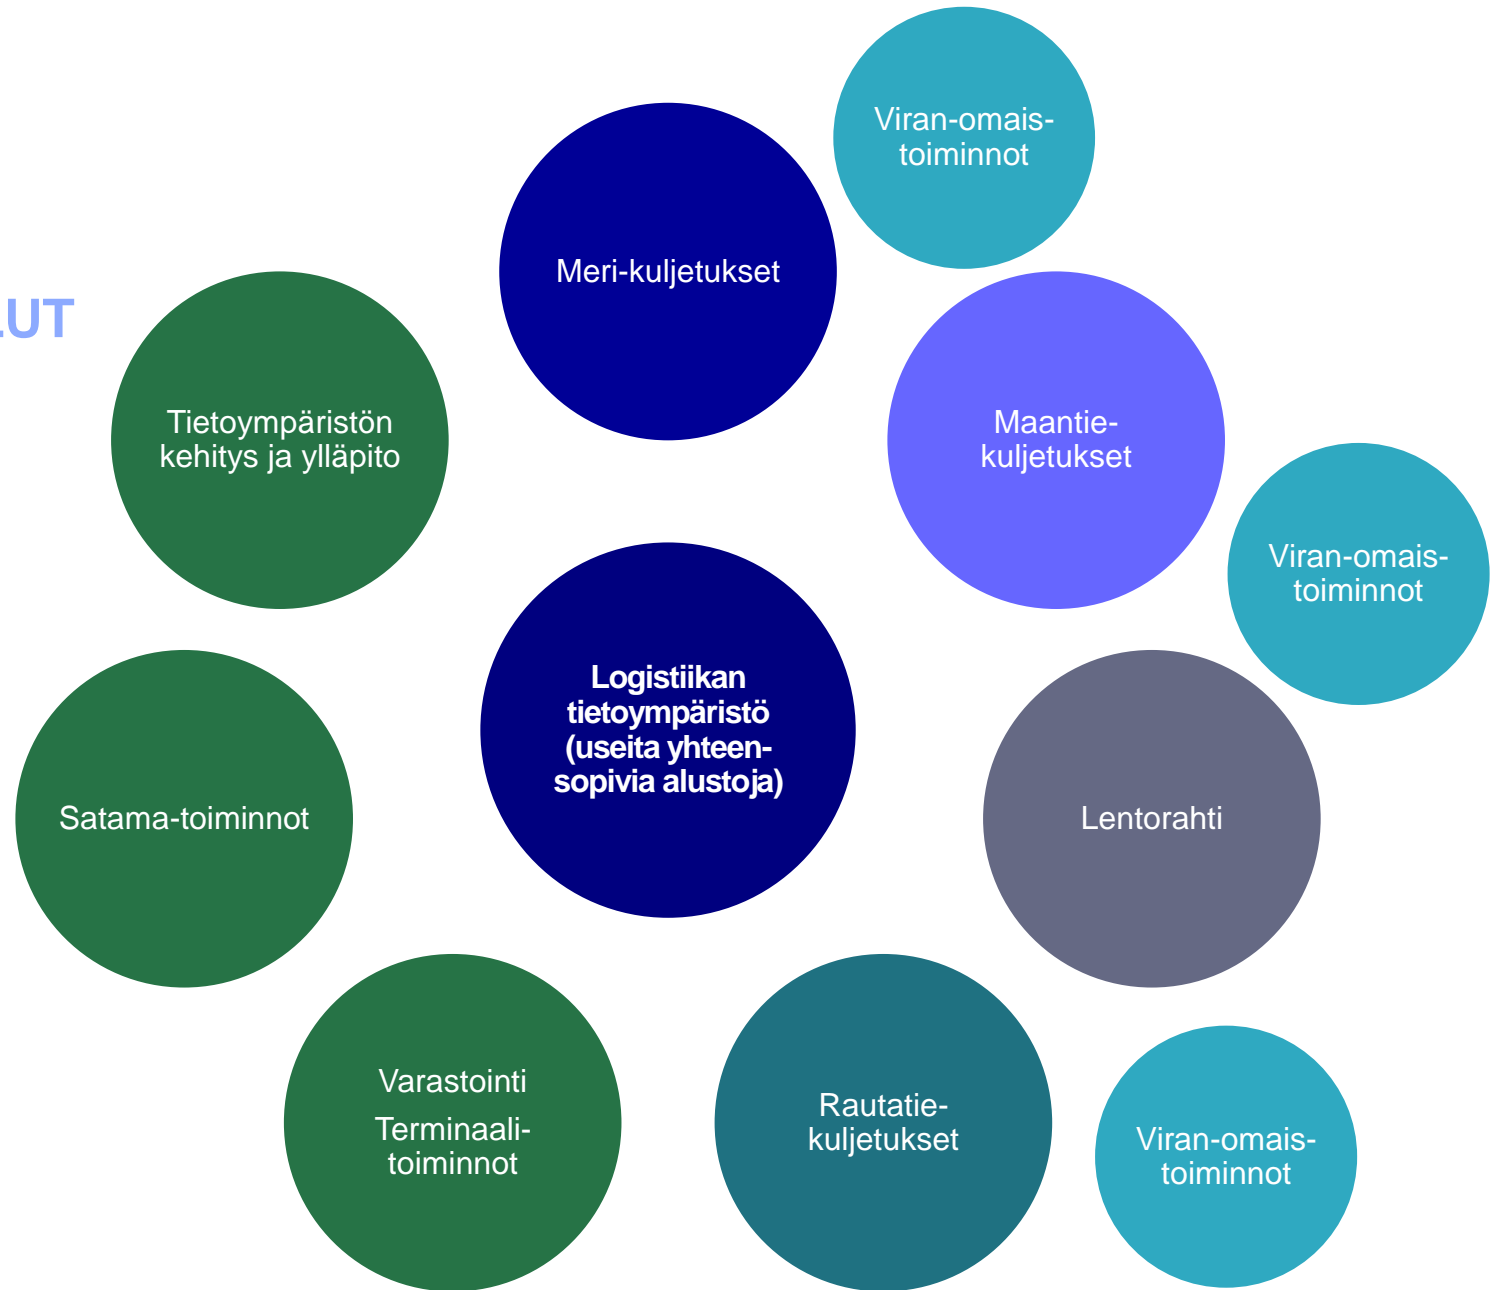 Viran-omais-
toiminnot
Meri-kuljetukset
LUT
Tietoympäristön
kehitys ja ylläpito
Maantie-
kuljetukset
Viran-omais-
toiminnot
Logistiikan
tietoympäristö
(useita yhteen-
sopivia alustoja)
Satama-toiminnot
Lentorahti
Varastointi
Terminaali-
toiminnot
Rautatie-
kuljetukset
Viran-omais-
toiminnot